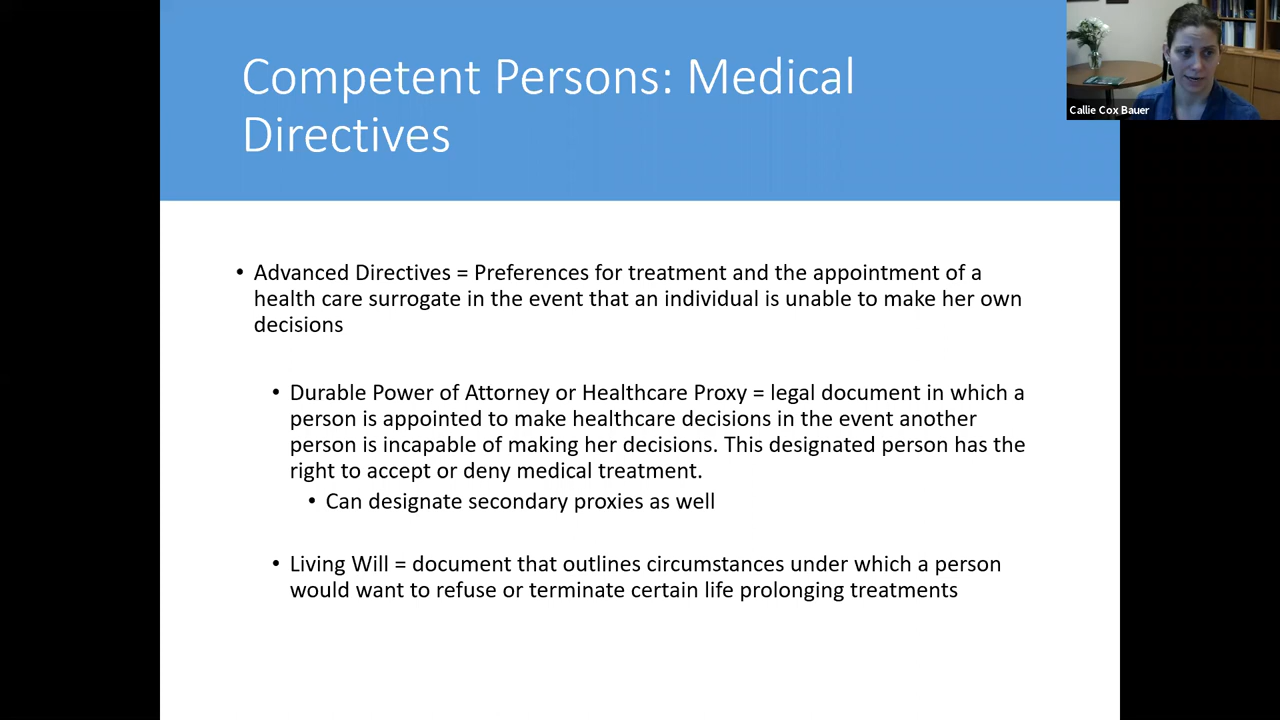 Competent Persons: Medical
Directives
Callie Cox Bauer
• Advanced Directives = Preferences for treatment and the appointment of a
health care surrogate in the event that an individual is unable to make her own
decisions
• Durable Power of Attorney or Healthcare Proxy = legal document in which a
person is appointed to make healthcare decisions in the event another
person is incapable of making her decisions. This designated person has the
right to accept or deny medical treatment.
• Can designate secondary proxies as well
• Living Will = document that outlines circumstances under which a person
would want to refuse or terminate certain life prolonging treatments